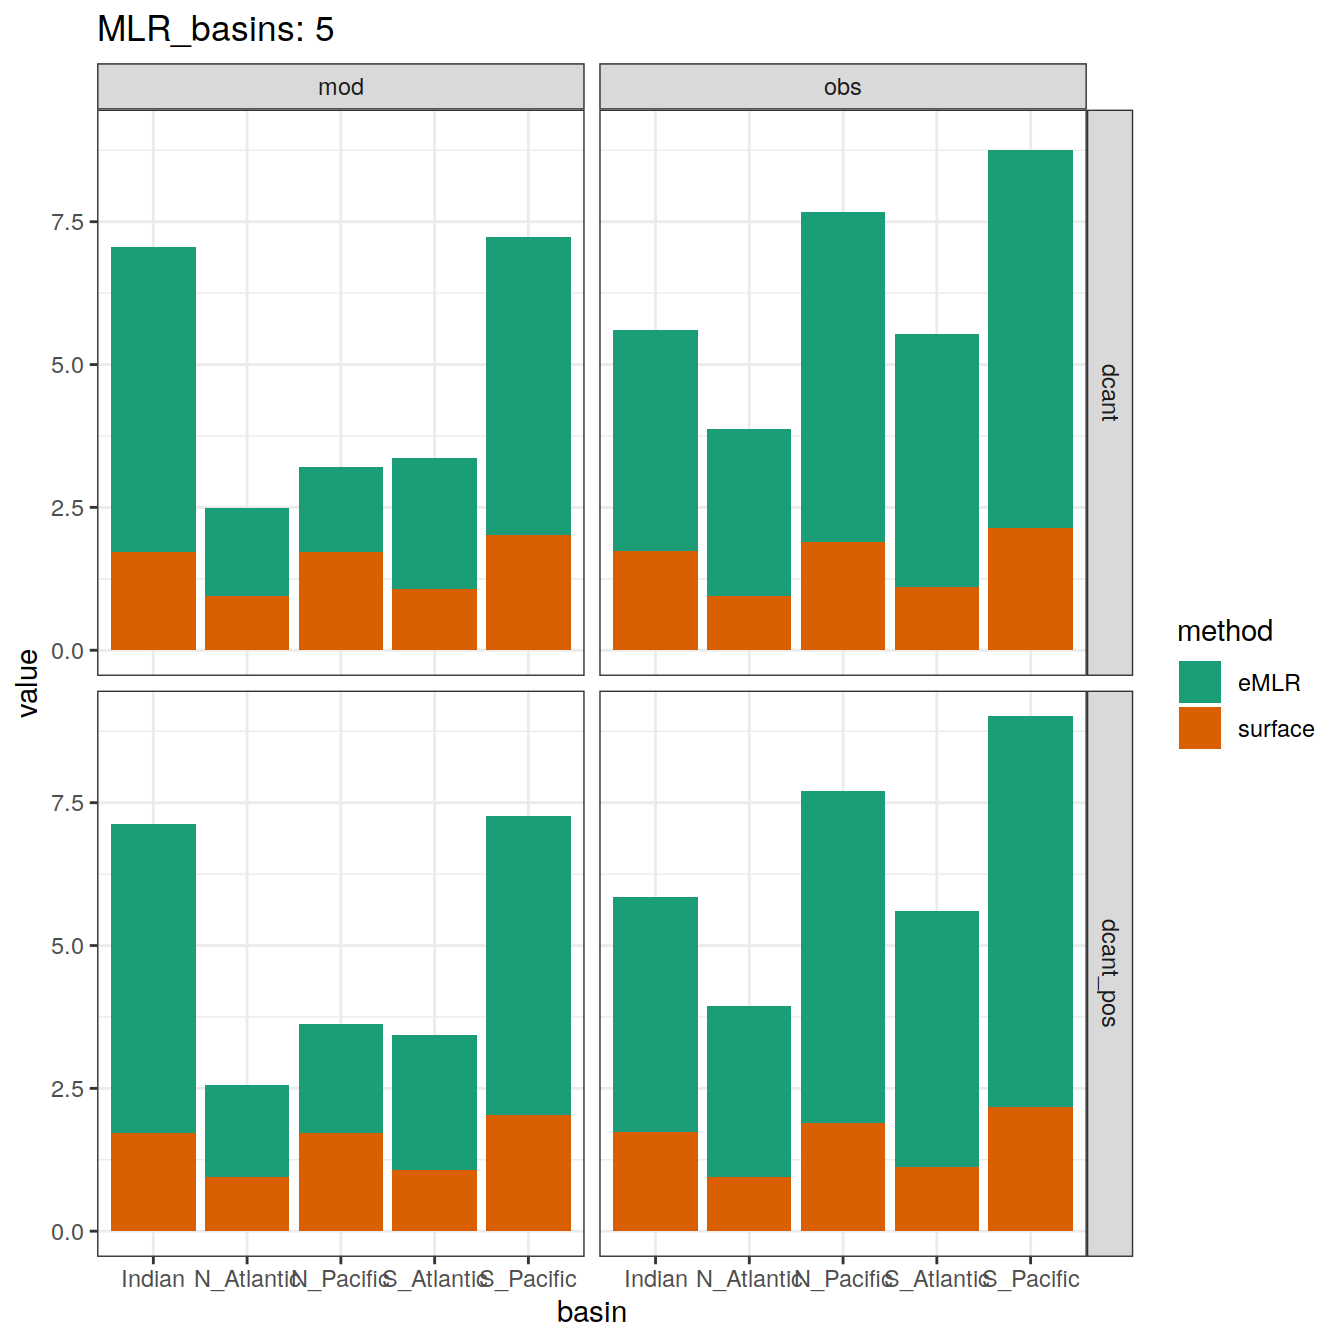 MLR_basins: 5
mod
obs
7.5
5.0
2.5
0.0
dcant
value
7.5
5.0
2.5
0.0
dcant_pos
Indian N_Atlantic N_Pacific S_Atlantic S_Pacific
Indian N_Atlantic N_Pacific S_Atlantic S_Pacific
basin
method
eMLR
surface